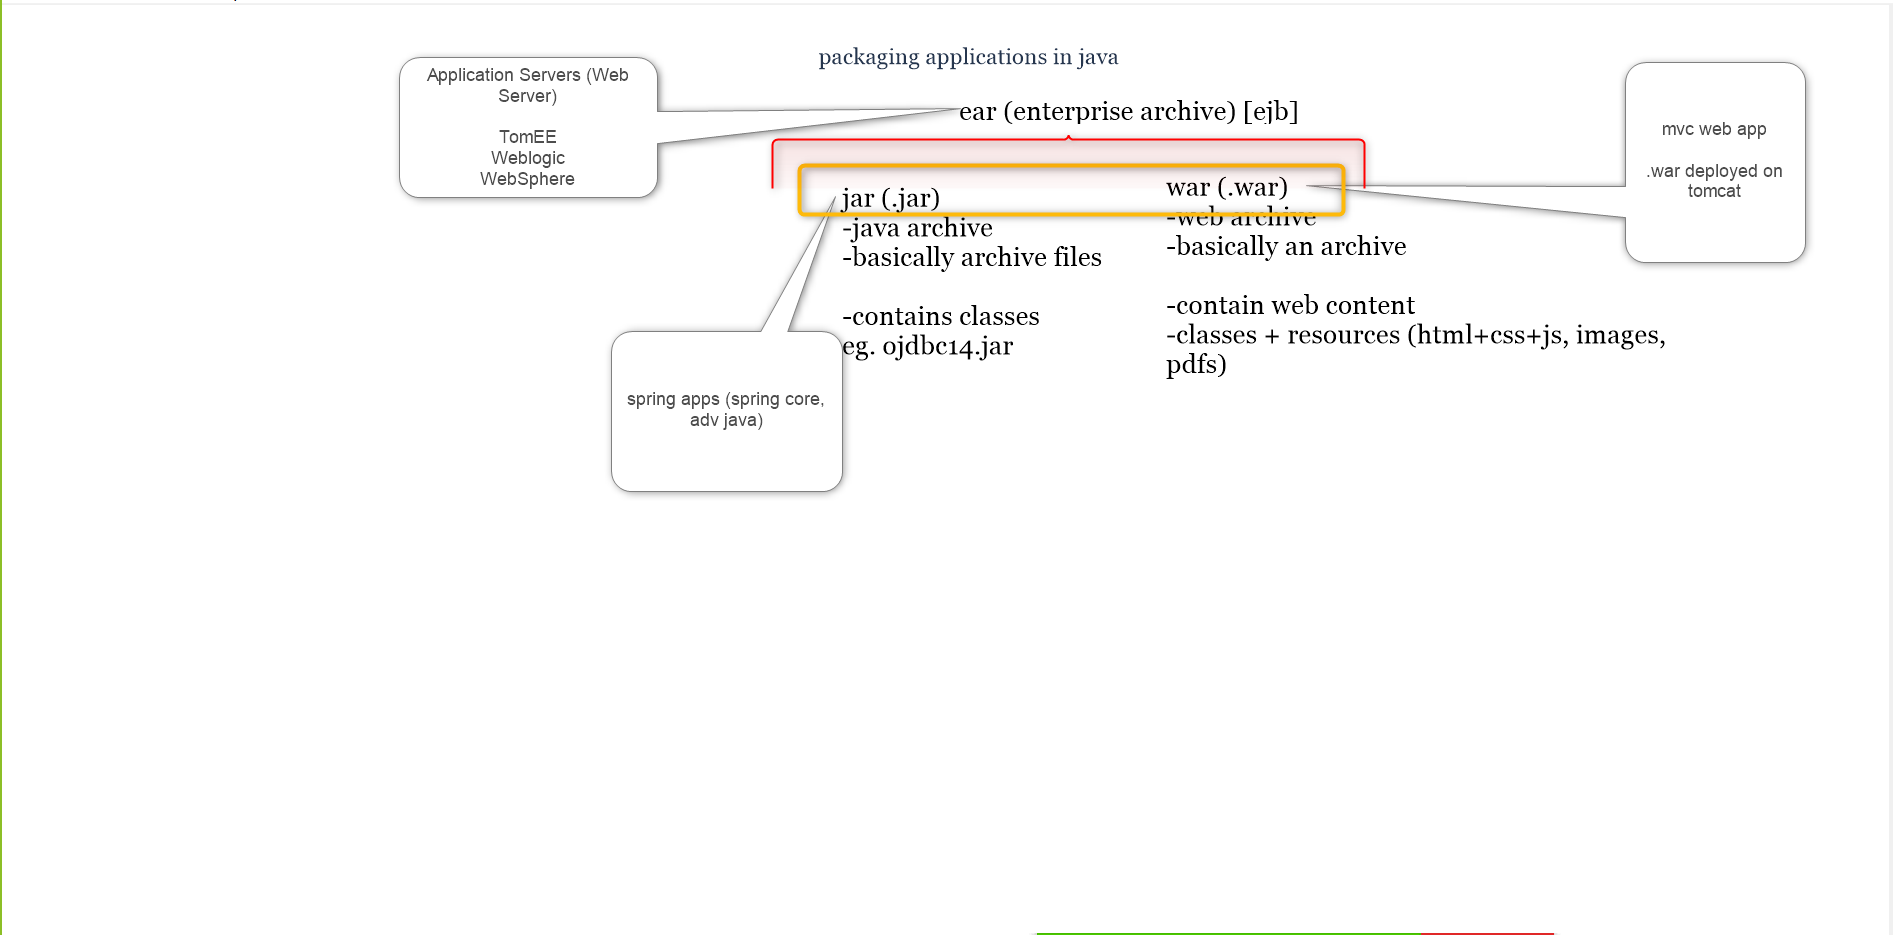 packaging applications in java
Application Servers (Web
Server)
TomEE
Weblogic
WebSphere
ear (enterprise archive) [ejb]
mvc web app
.war deployed on
tomcat
jar (.jar)
-java archive
-basically archive files
-contains classes
eg. ojdbc14.jar
war (.war)
-web archive
-basically an archive
-contain web content
-classes + resources (html+css+js, images,
pdfs)
spring apps (spring core,
adv java)